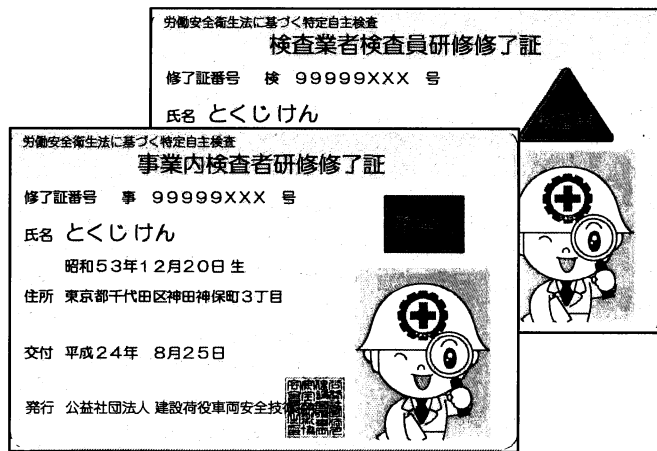 労働安全衛生法に基づく特定自主検査
検査業者検査員研修修了証
修了証番号 検 99999XXX 号
氏名 とくじけん
労働安全衛生法に基づく特定自主検査
事業内検査者研修修了証
修了証番号 事 99999XXX 号
氏名 とくじけん
昭和53年12月20日生
住所 東京都千代田区神田神保町3丁目
交付 平成24年 8月25日
発行 公益社団法人 建設荷役車両安全技術